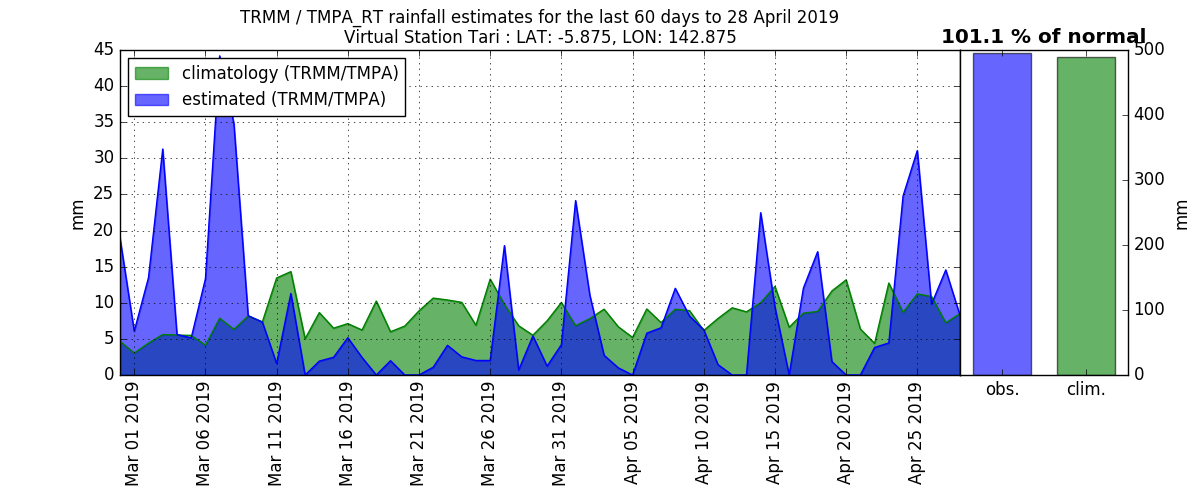 TRMM / TMPA_RT rainfall estimates for the last 60 days to 28 April 2019
Virtual Station Tari : LAT: -5.875, LON: 142.875
101.1 % of normal
climatology (TRMM/TMPA)
estimated (TRMM/TMPA)
mm
45
40
35
30
25
20
15
10
5
0
Mar 01 2019
Mar 06 2019
Mar 11 2019
Mar 16 2019
Mar 21 2019
Mar 26 2019
Mar 31 2019
Apr 05 2019
Apr 10 2019
Apr 15 2019
Apr 20 2019
Apr 25 2019
500
400
300
200
100
0
mm
obs.
clim.